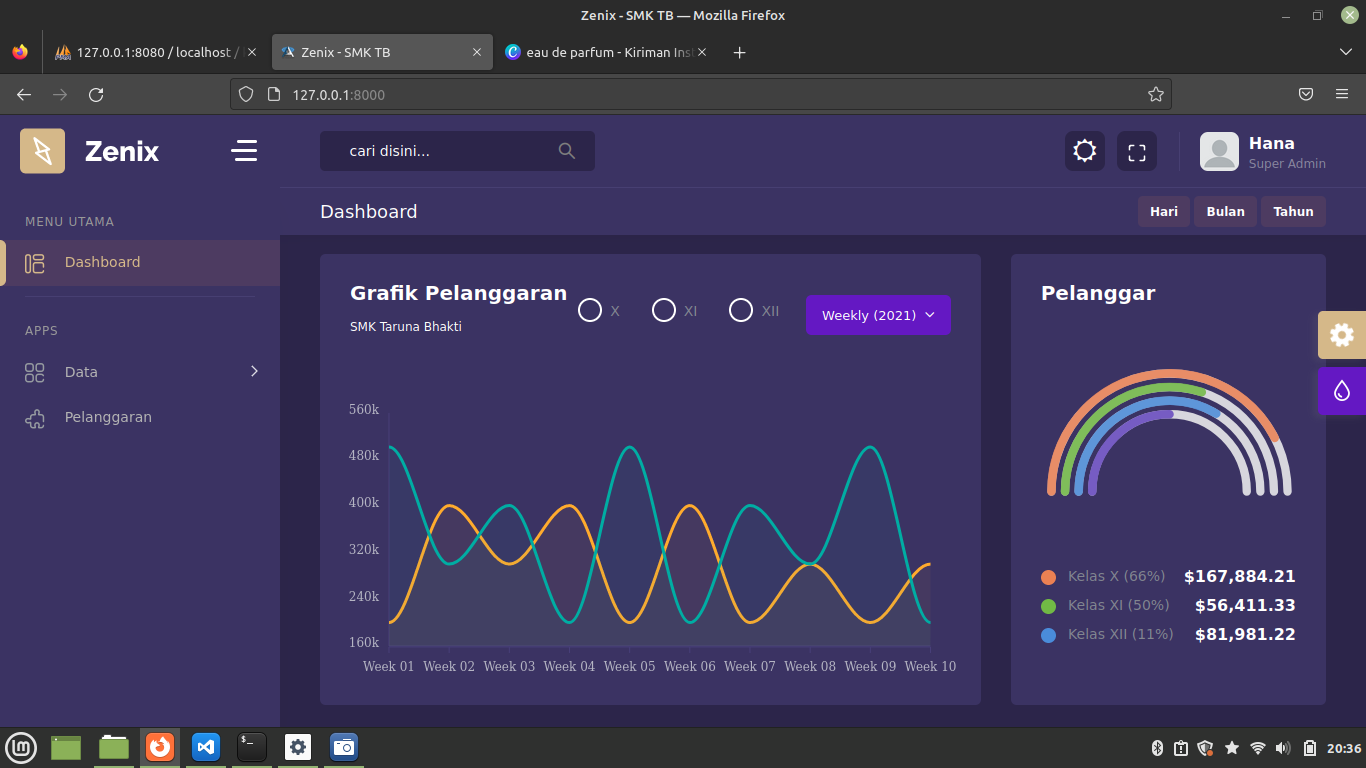 Zenix - SMK TB — Mozilla Firefox
127.0.0.1:8080 / localhost /
Zenix - SMK TB
eau de parfum - Kiriman Inst
127.0.0.1:8000
Zenix
cari disini...
Hana
Super Admin
MENU UTAMA
Dashboard
APPS
Data
Pelanggaran
Dashboard
Hari
Bulan
Tahun
Grafik Pelanggaran
SMK Taruna Bhakti
X
XI
XII
Weekly (2021)
560k
480k
400k
320k
240k
160k
Week 01 Week 02 Week 03 Week 04 Week 05 Week 06 Week 07 Week 08 Week 09 Week 10
Pelanggar
Kelas X (66%) $167,884.21
Kelas XI (50%) $56,411.33
Kelas XII (11%) $81,981.22
20:36